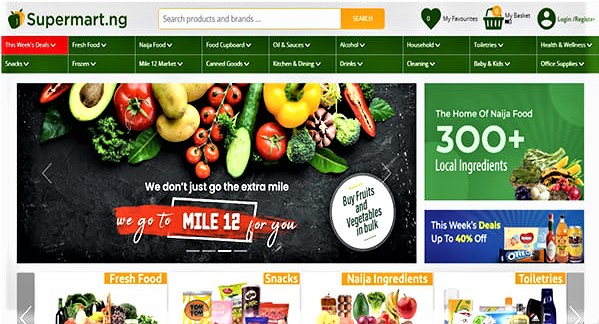 Supermart.ng
Search products and brands ...
SEARCH
My Favourites
My Basket
Login /Register
This Week's Deals
Fresh Food
Naija Food
Food Cupboard
Oil & Sauces
Alcohol
Household
Toiletries
Health & Wellness
Snacks
Frozen
Mile 12 Market
Canned Goods
Kitchen & Dining
Drinks
Cleaning
Baby & Kids
Office Supplies
We don't just go the extra mile
we go to MILE 12 for you
Buy Fruits
and
Vegetables
in bulk
The Home Of Naija Food
300+
Local Ingredients
This Week's Deals
Up To 40% Off
OREO
Fresh Food
Snacks
Naija Ingredients
Toiletries